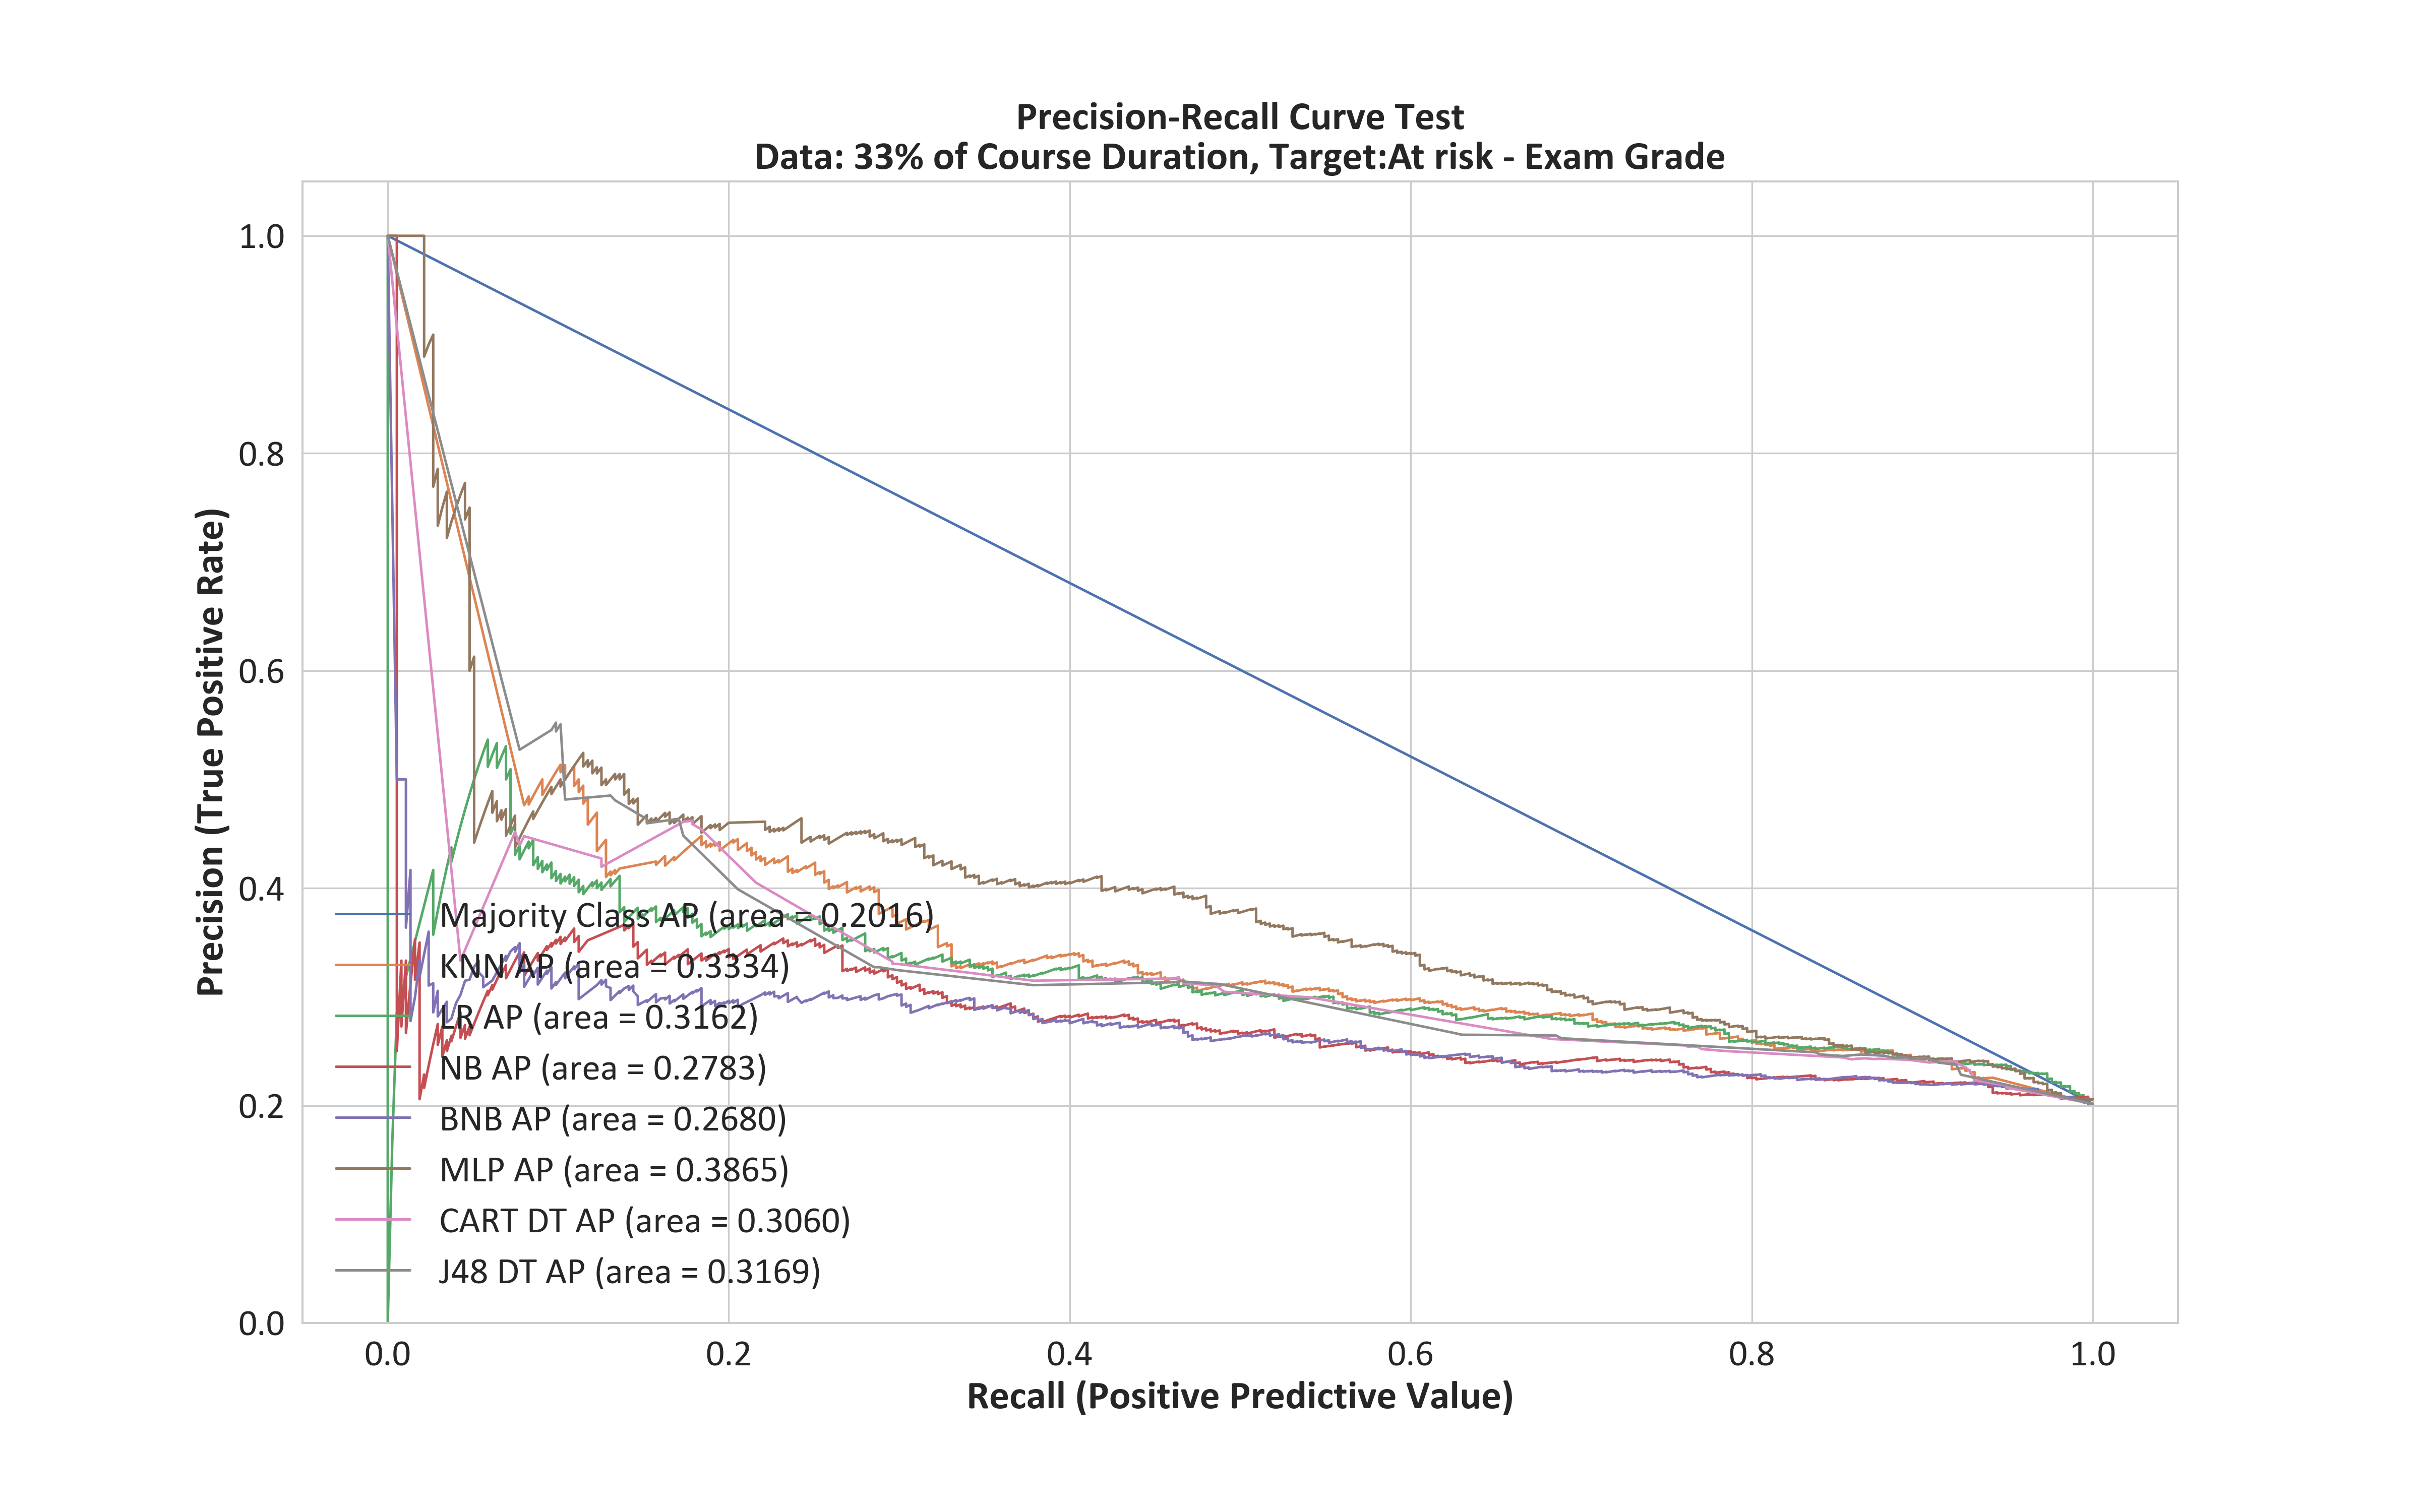 Precision-Recall Curve Test
Data: 33% of Course Duration, Target:At risk - Exam Grade
Precision (True Positive Rate)
1.0
0.8
0.6
0.4
0.2
0.0
Majority Class AP (area = 0.2016)
KNN AP (area = 0.3334)
LR AP (area = 0.3162)
NB AP (area = 0.2783)
BNB AP (area = 0.2680)
MLP AP (area = 0.3865)
CART DT AP (area = 0.3060)
J48 DT AP (area = 0.3169)
0.0 0.2 0.4 0.6 0.8 1.0
Recall (Positive Predictive Value)